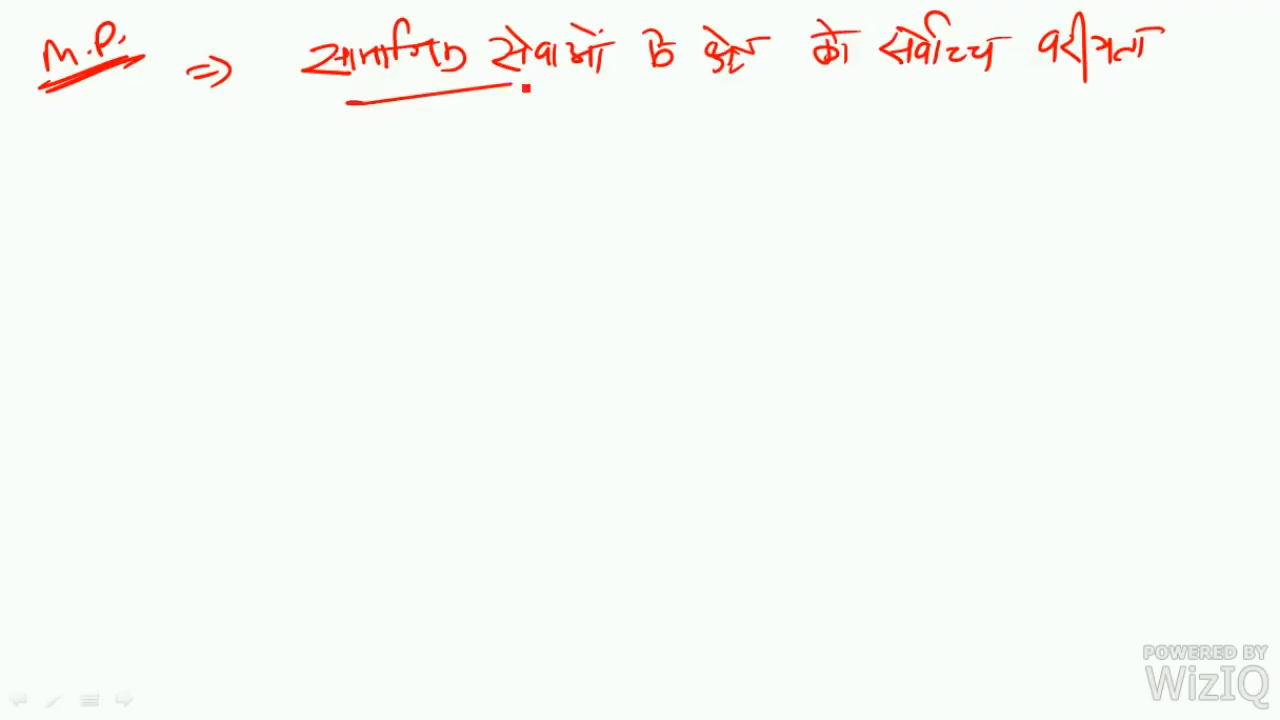 M.P. ⇒ सामाजिक सेवाओं के क्षेत्र को सर्वोच्च वरीयता
POWERED BY
WizIQ